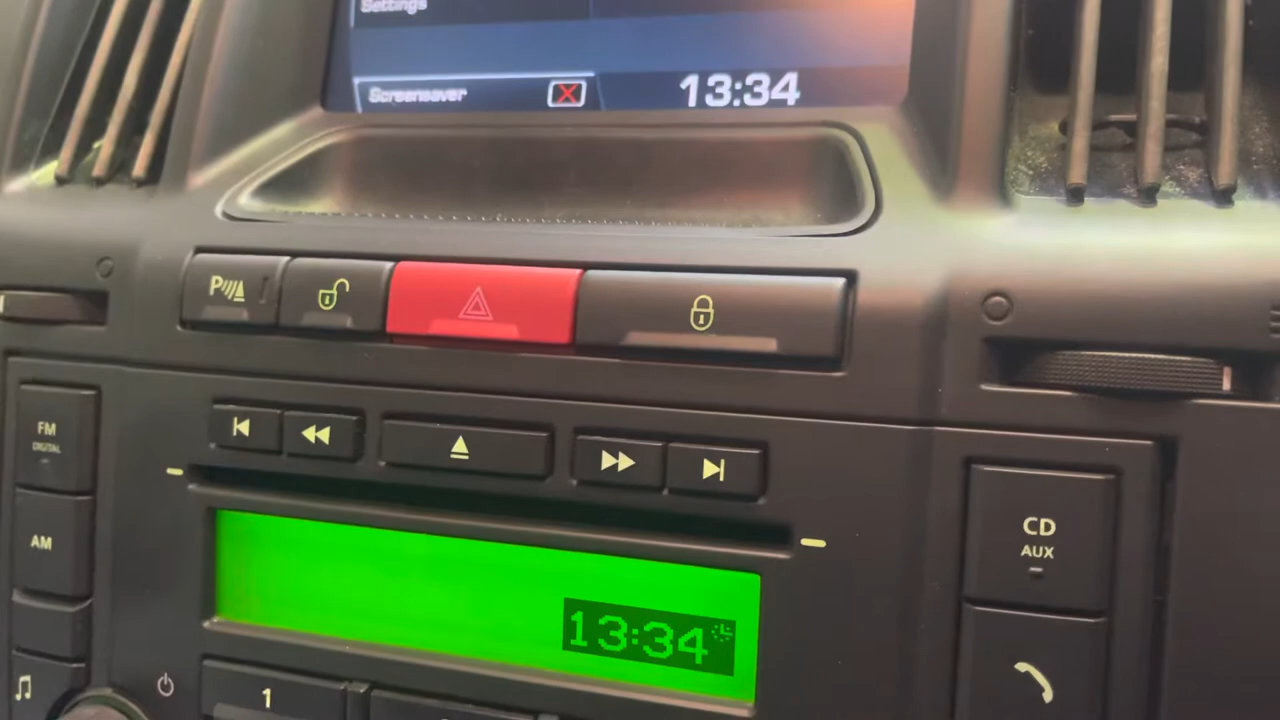 Settings
Screensaver
13:34
P
FM
DIGITAL
AM
CD
AUX
13:34
1